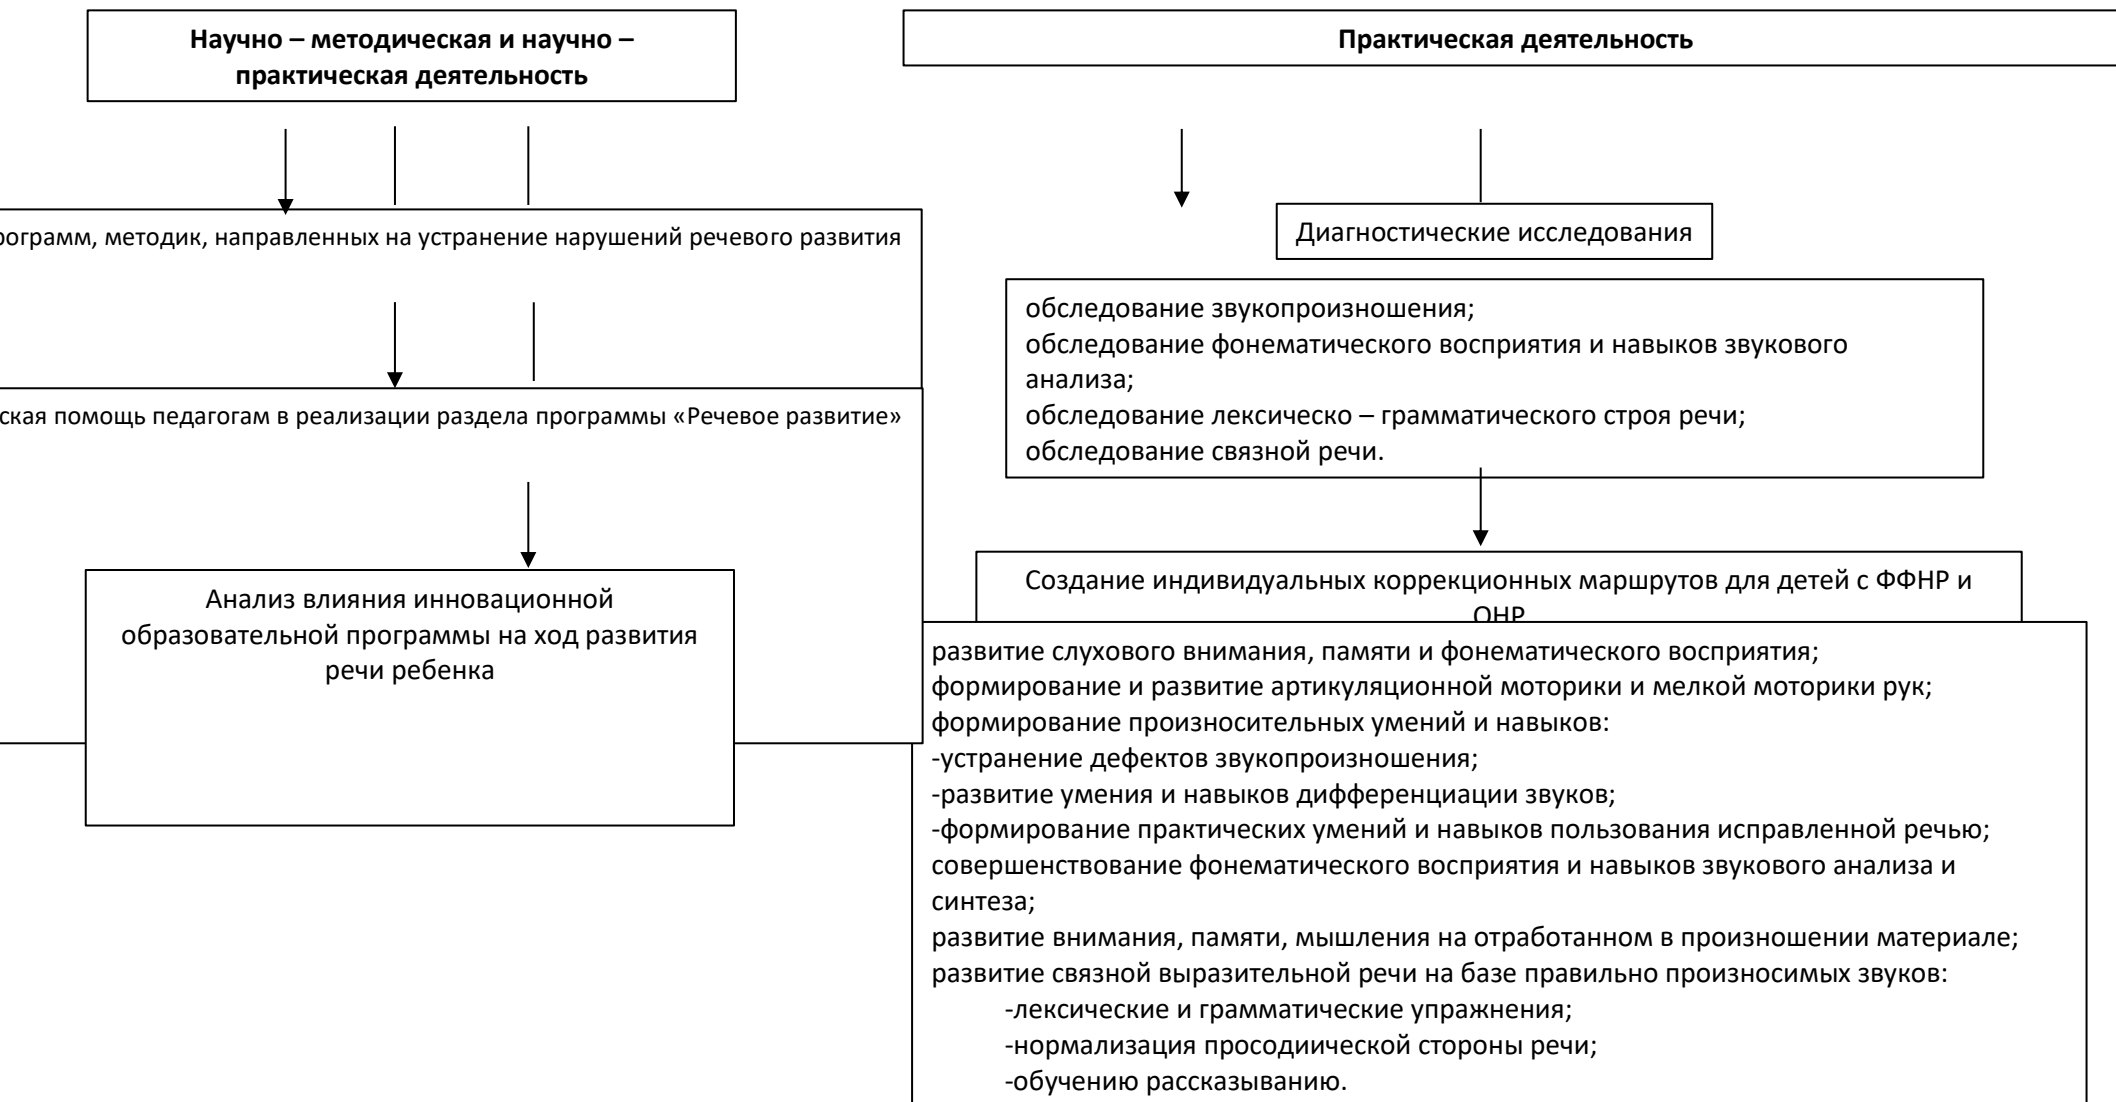 Научно – методическая и научно –
практическая деятельность
программ, методик, направленных на устранение нарушений речевого развития
ская помощь педагогам в реализации раздела программы «Речевое развитие»
Анализ влияния инновационной
образовательной программы на ход развития
речи ребенка
Практическая деятельность
Диагностические исследования
обследование звукопроизношения;
обследование фонематического восприятия и навыков звукового
анализа;
обследование лексическо – грамматического строя речи;
обследование связной речи.
Создание индивидуальных коррекционных маршрутов для детей с ФФНР и
ОНР
развитие слухового внимания, памяти и фонематического восприятия;
формирование и развитие артикуляционной моторики и мелкой моторики рук;
формирование произносительных умений и навыков:
-устранение дефектов звукопроизношения;
-развитие умения и навыков дифференциации звуков;
-формирование практических умений и навыков пользования исправленной речью;
совершенствование фонематического восприятия и навыков звукового анализа и
синтеза;
развитие внимания, памяти, мышления на отработанном в произношении материале;
развитие связной выразительной речи на базе правильно произносимых звуков:
-лексические и грамматические упражнения;
-нормализация просодиической стороны речи;
-обучению рассказыванию.